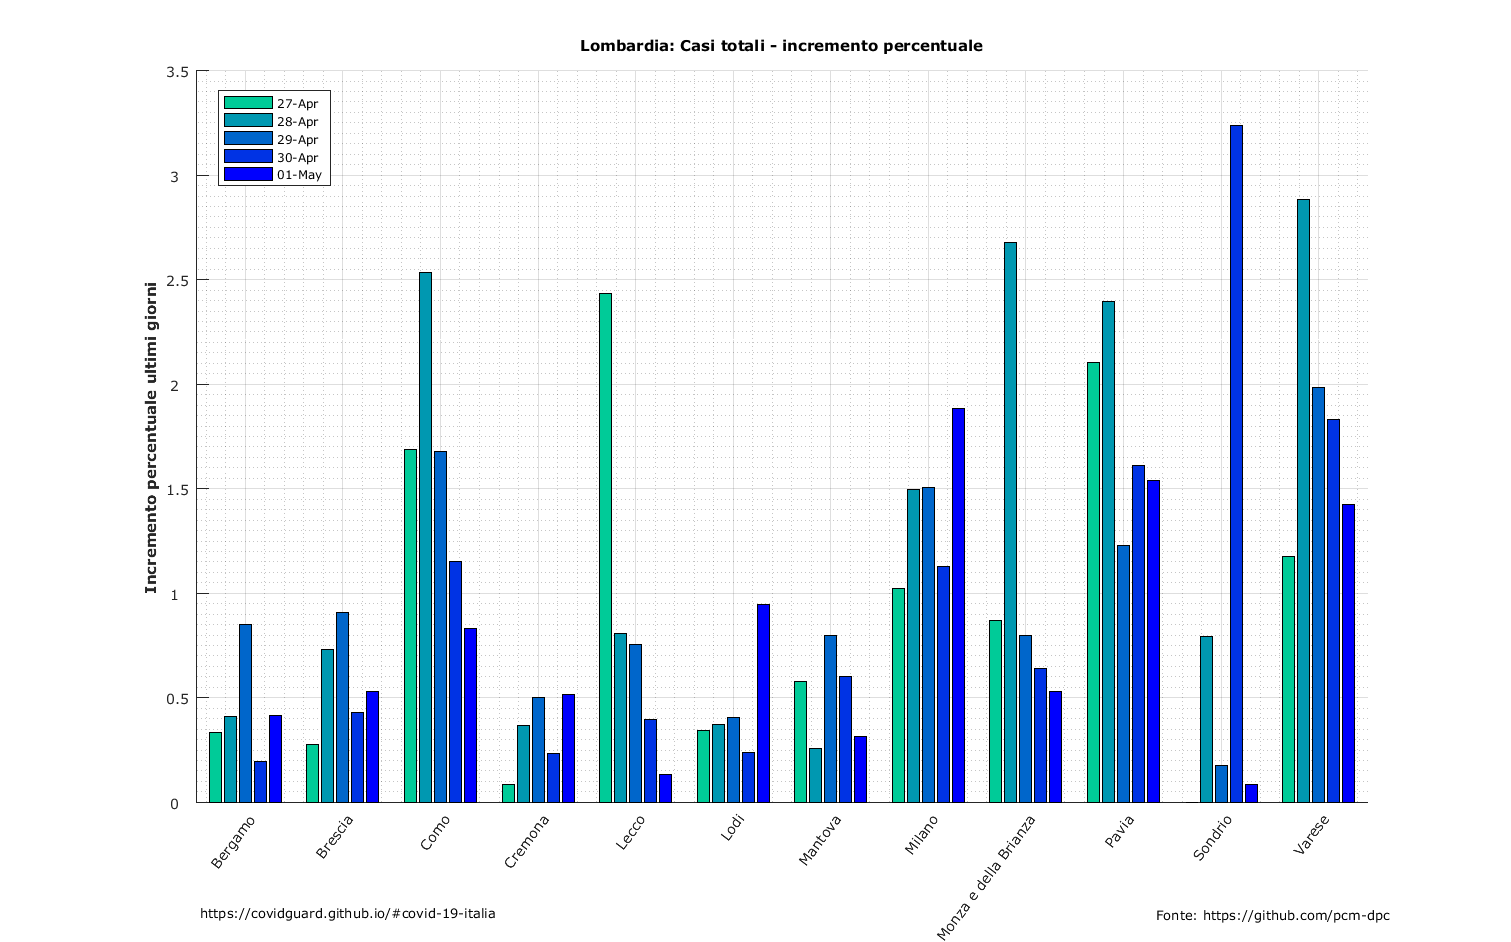 Lombardia: Casi totali - incremento percentuale
3.5
3
2.5
2
1.5
1
0.5
0
Incremento percentuale ultimi giorni
27-Apr
28-Apr
29-Apr
30-Apr
01-May
Bergamo
Brescia
Como
Cremona
Lecco
Lodi
Mantova
Milano
Monza e della Brianza
Pavia
Sondrio
Varese
https://covidguard.github.io/#covid-19-italia
Fonte: https://github.com/pcm-dpc